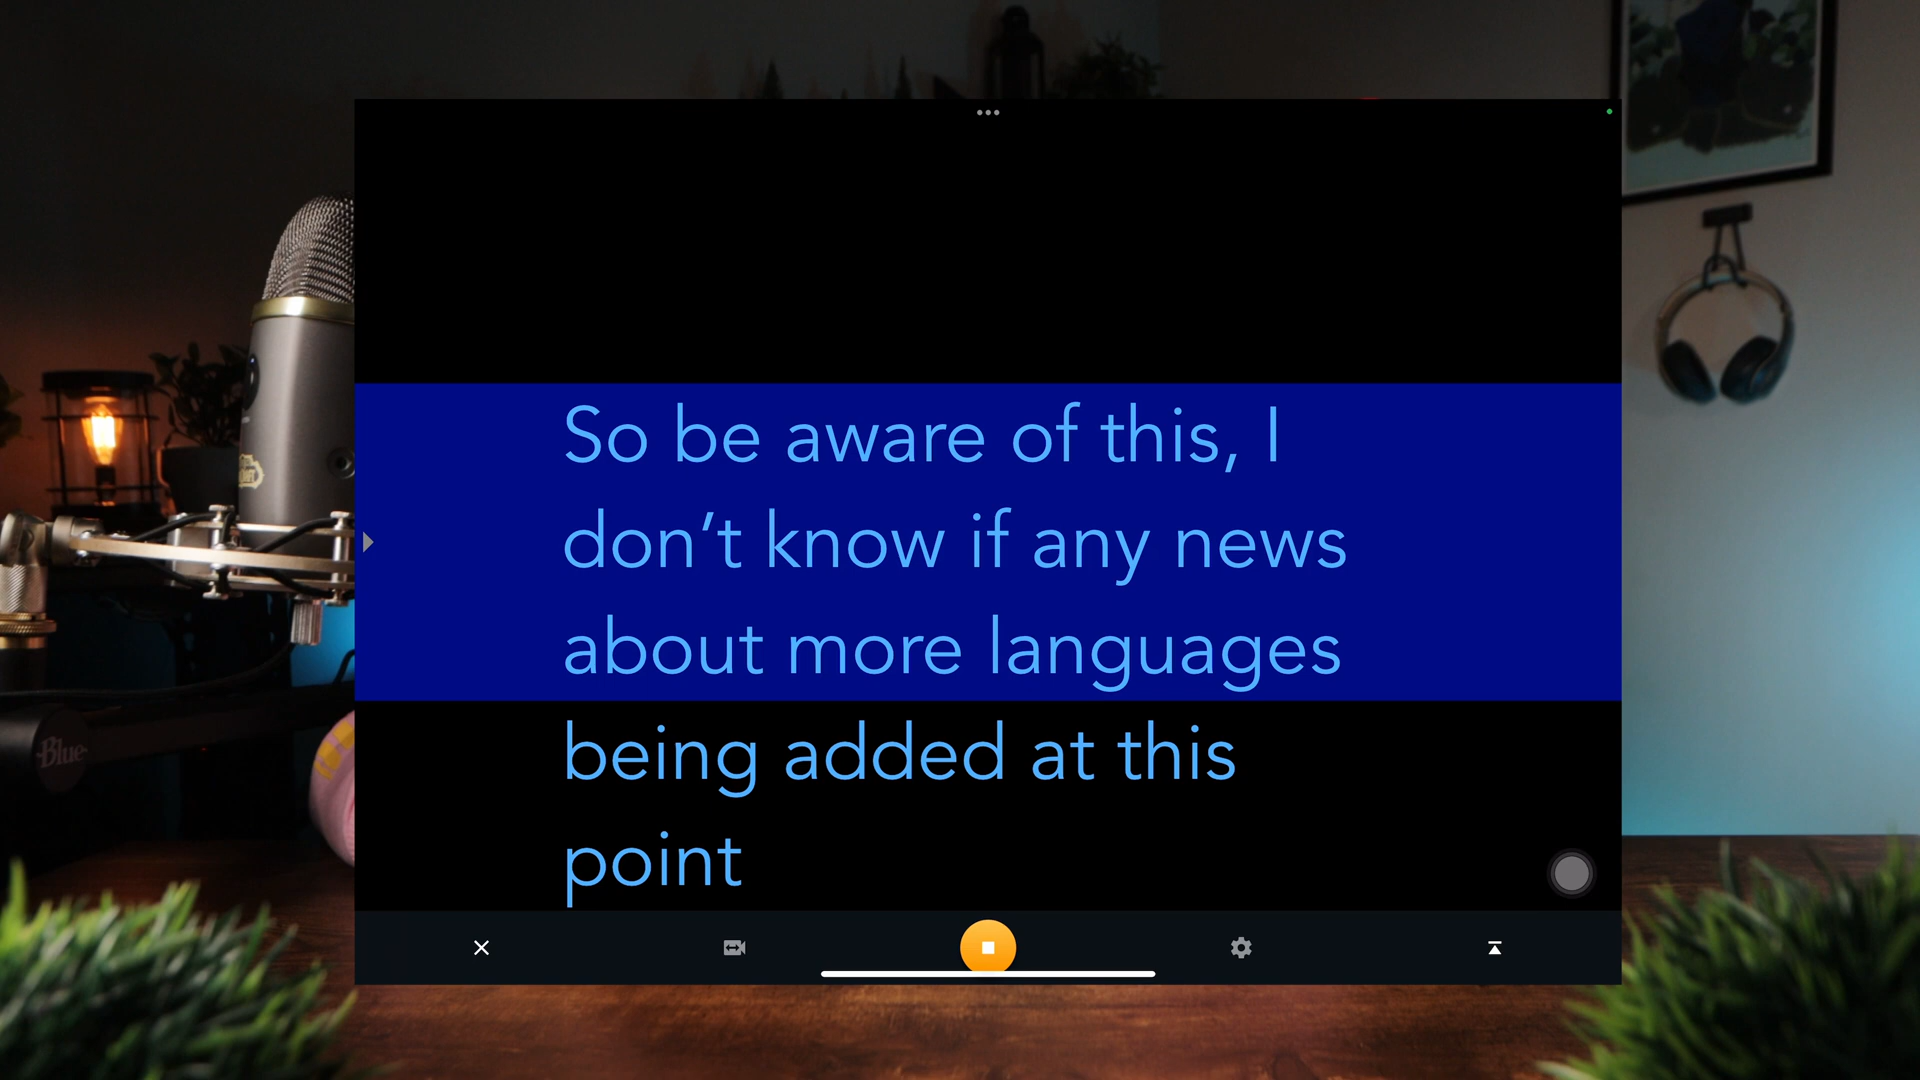 So be aware of this, I
don’t know if any news
about more languages
being added at this
point
Blue